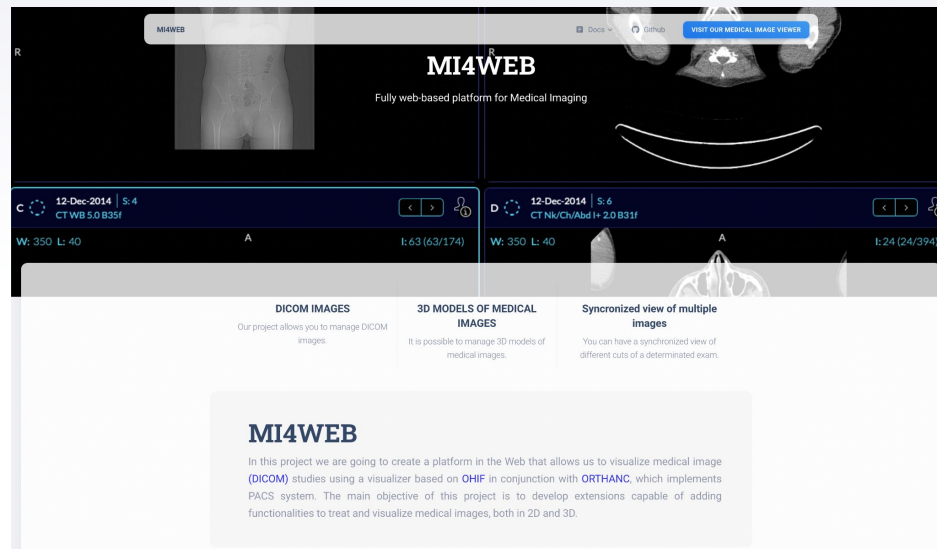 MI4WEB
Docs
Github
VISIT OUR MEDICAL IMAGE VIEWER
R
R
MI4WEB
Fully web-based platform for Medical Imaging
C
12-Dec-2014 | S: 4
CT WB 5.0 B35f
< >
1
D
12-Dec-2014 | S: 6
CT Nk/Ch/Abd I+ 2.0 B31f
< >
W: 350 L: 40
A
I: 63 (63/174)
W: 350 L: 40
A
I: 24 (24/394)
DICOM IMAGES
Our project allows you to manage DICOM
images.
3D MODELS OF MEDICAL
IMAGES
It is possible to manage 3D models of
medical images.
Syncronized view of multiple
images
You can have a synchronized view of
different cuts of a determinated exam.
MI4WEB
In this project we are going to create a platform in the Web that allows us to visualize medical image
(DICOM) studies using a visualizer based on OHIF in conjunction with ORTHANC, which implements
PACS system. The main objective of this project is to develop extensions capable of adding
functionalities to treat and visualize medical images, both in 2D and 3D.